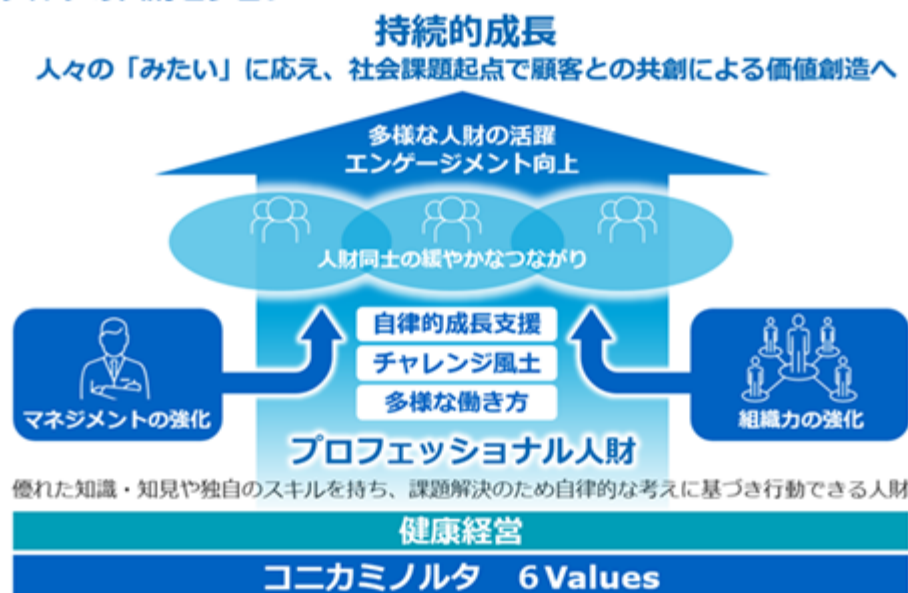 持続的成長
人々の「みたい」に応え、社会課題起点で顧客との共創による価値創造へ
多様な人財の活躍
エンゲージメント向上
人財同士の緩やかなつながり
自律的成長支援
チャレンジ風土
多様な働き方
マネジメントの強化
組織力の強化
プロフェッショナル人財
優れた知識・知見や独自のスキルを持ち、課題解決のため自律的な考えに基づき行動できる人財
健康経営
コニカミノルタ 6 Values